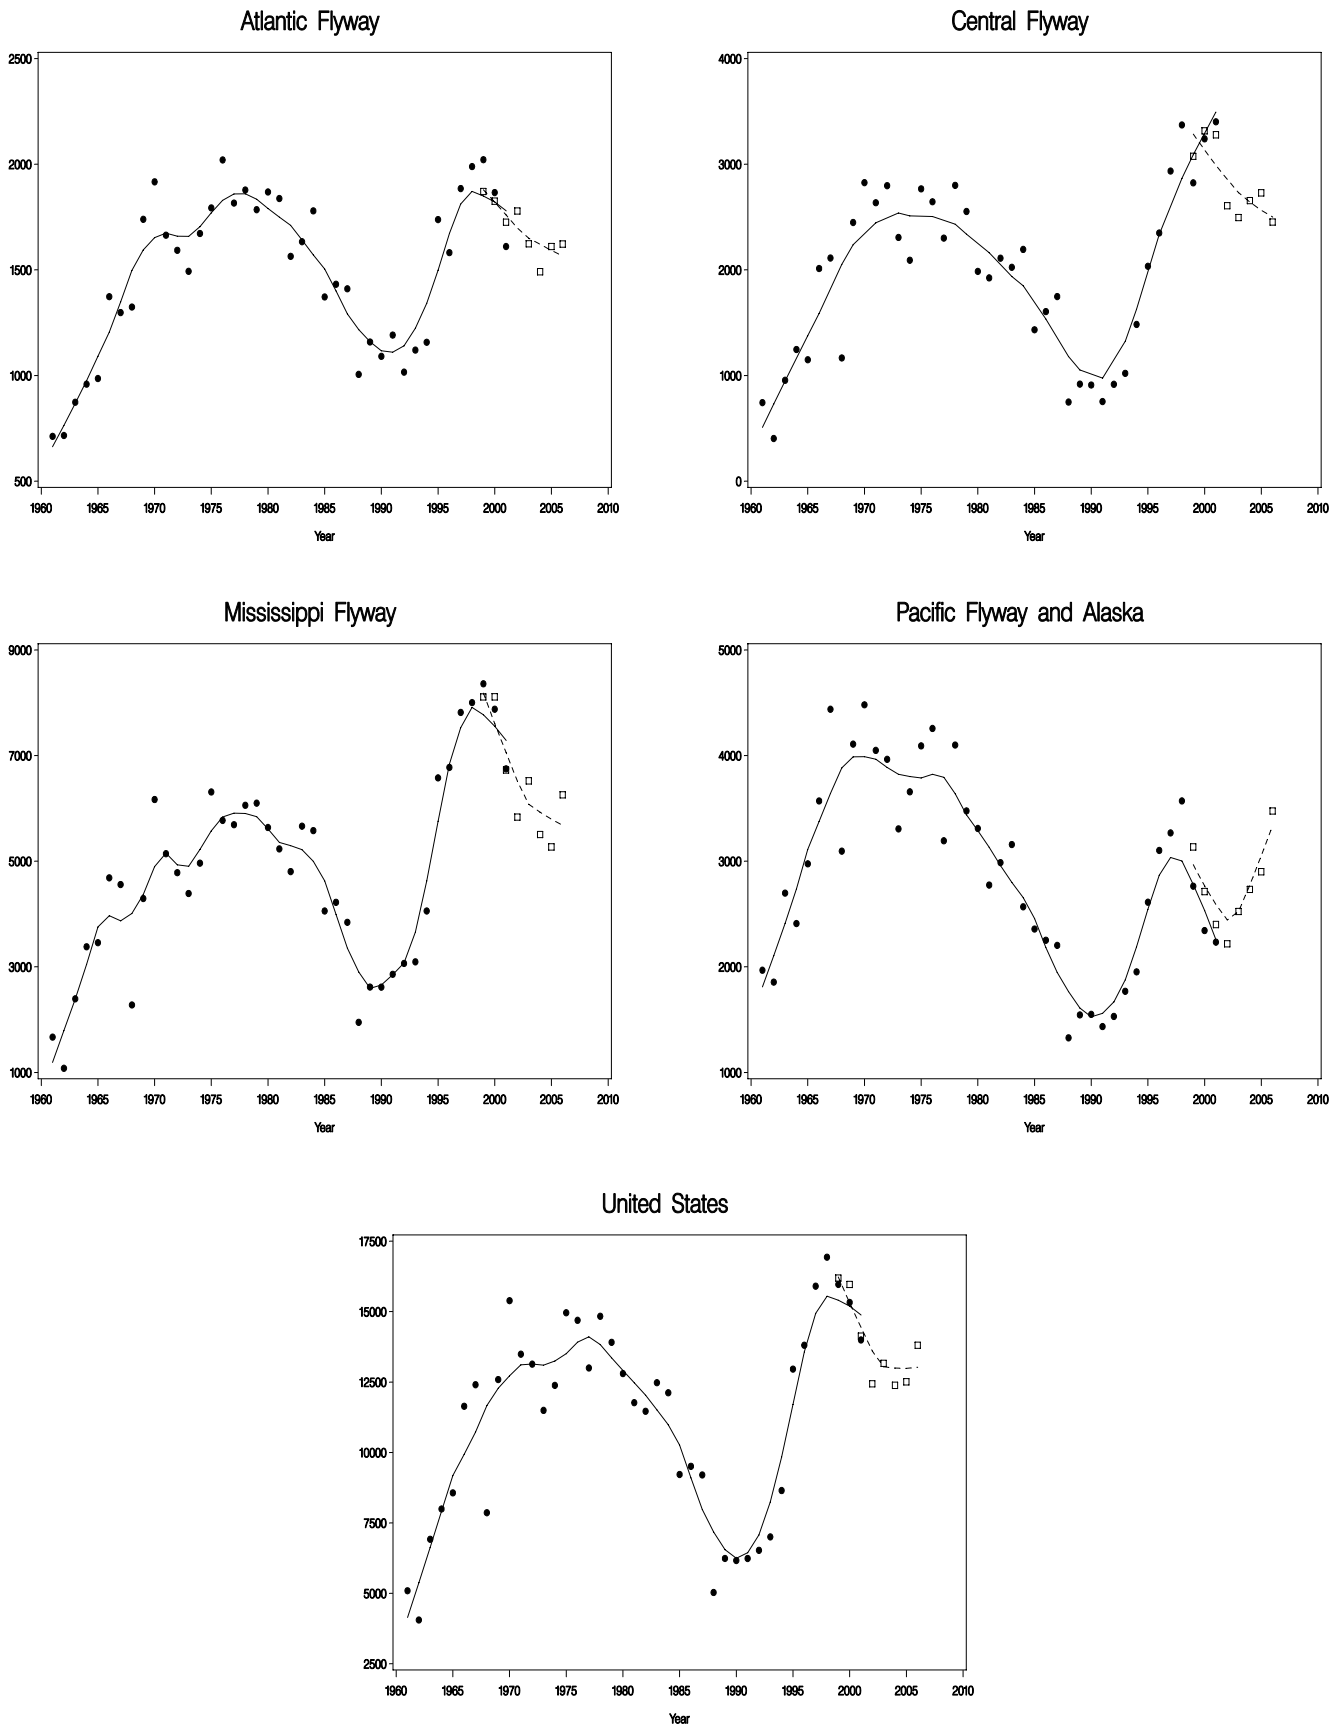 Atlantic Flyway
2500
2000
1500
1000
500
1960 1965 1970 1975 1980 1985 1990 1995 2000 2005 2010
Year
Central Flyway
4000
3000
2000
1000
0
1960 1965 1970 1975 1980 1985 1990 1995 2000 2005 2010
Year
Mississippi Flyway
9000
7000
5000
3000
1000
1960 1965 1970 1975 1980 1985 1990 1995 2000 2005 2010
Year
Pacific Flyway and Alaska
5000
4000
3000
2000
1000
1960 1965 1970 1975 1980 1985 1990 1995 2000 2005 2010
Year
United States
17500
15000
12500
10000
7500
5000
2500
1960 1965 1970 1975 1980 1985 1990 1995 2000 2005 2010
Year